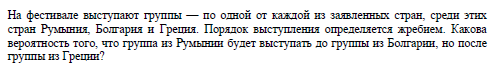 На фестивале выступают группы — по одной от каждой из заявленных стран, среди этих
стран Румыния, Болгария и Греция. Порядок выступления определяется жребием. Какова
вероятность того, что группа из Румынии будет выступать до группы из Болгарии, но после
группы из Греции?